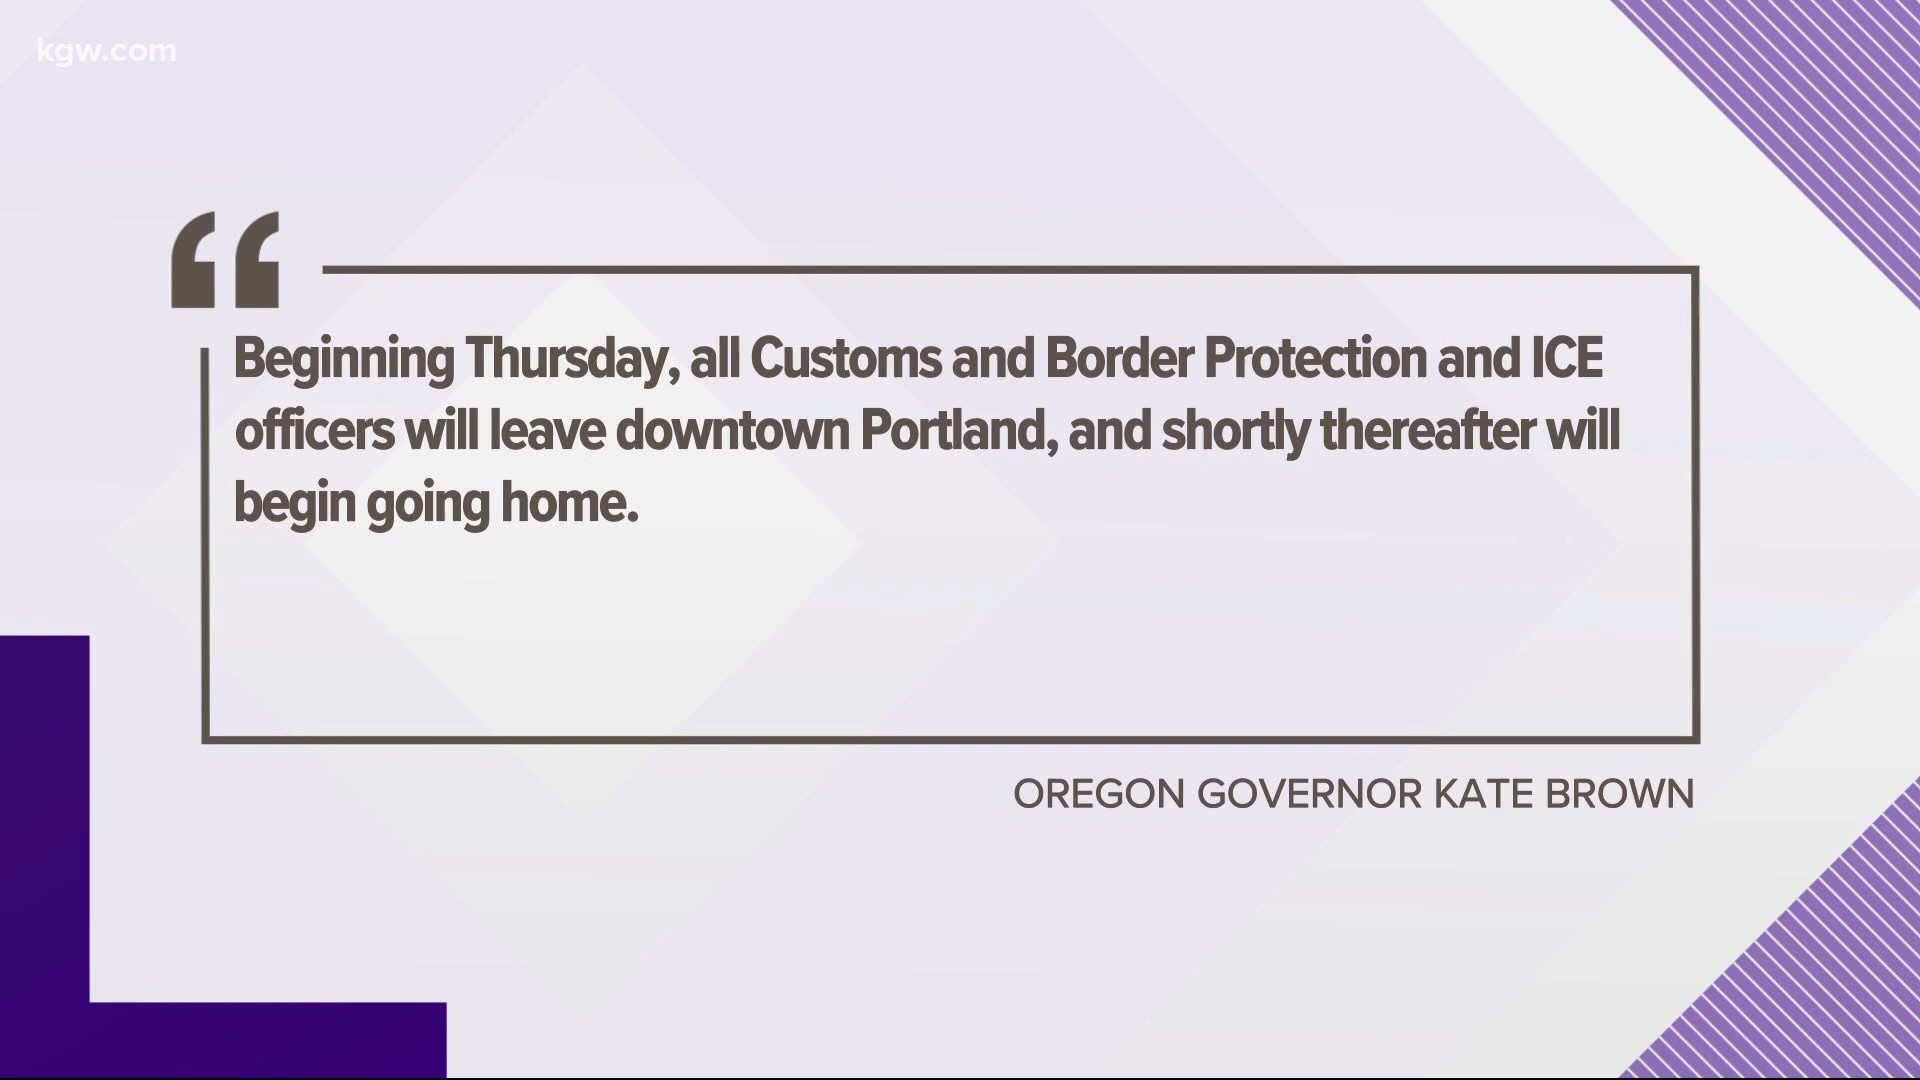 kgw.com
“
Beginning Thursday, all Customs and Border Protection and ICE
officers will leave downtown Portland, and shortly thereafter will
begin going home.
OREGON GOVERNOR KATE BROWN